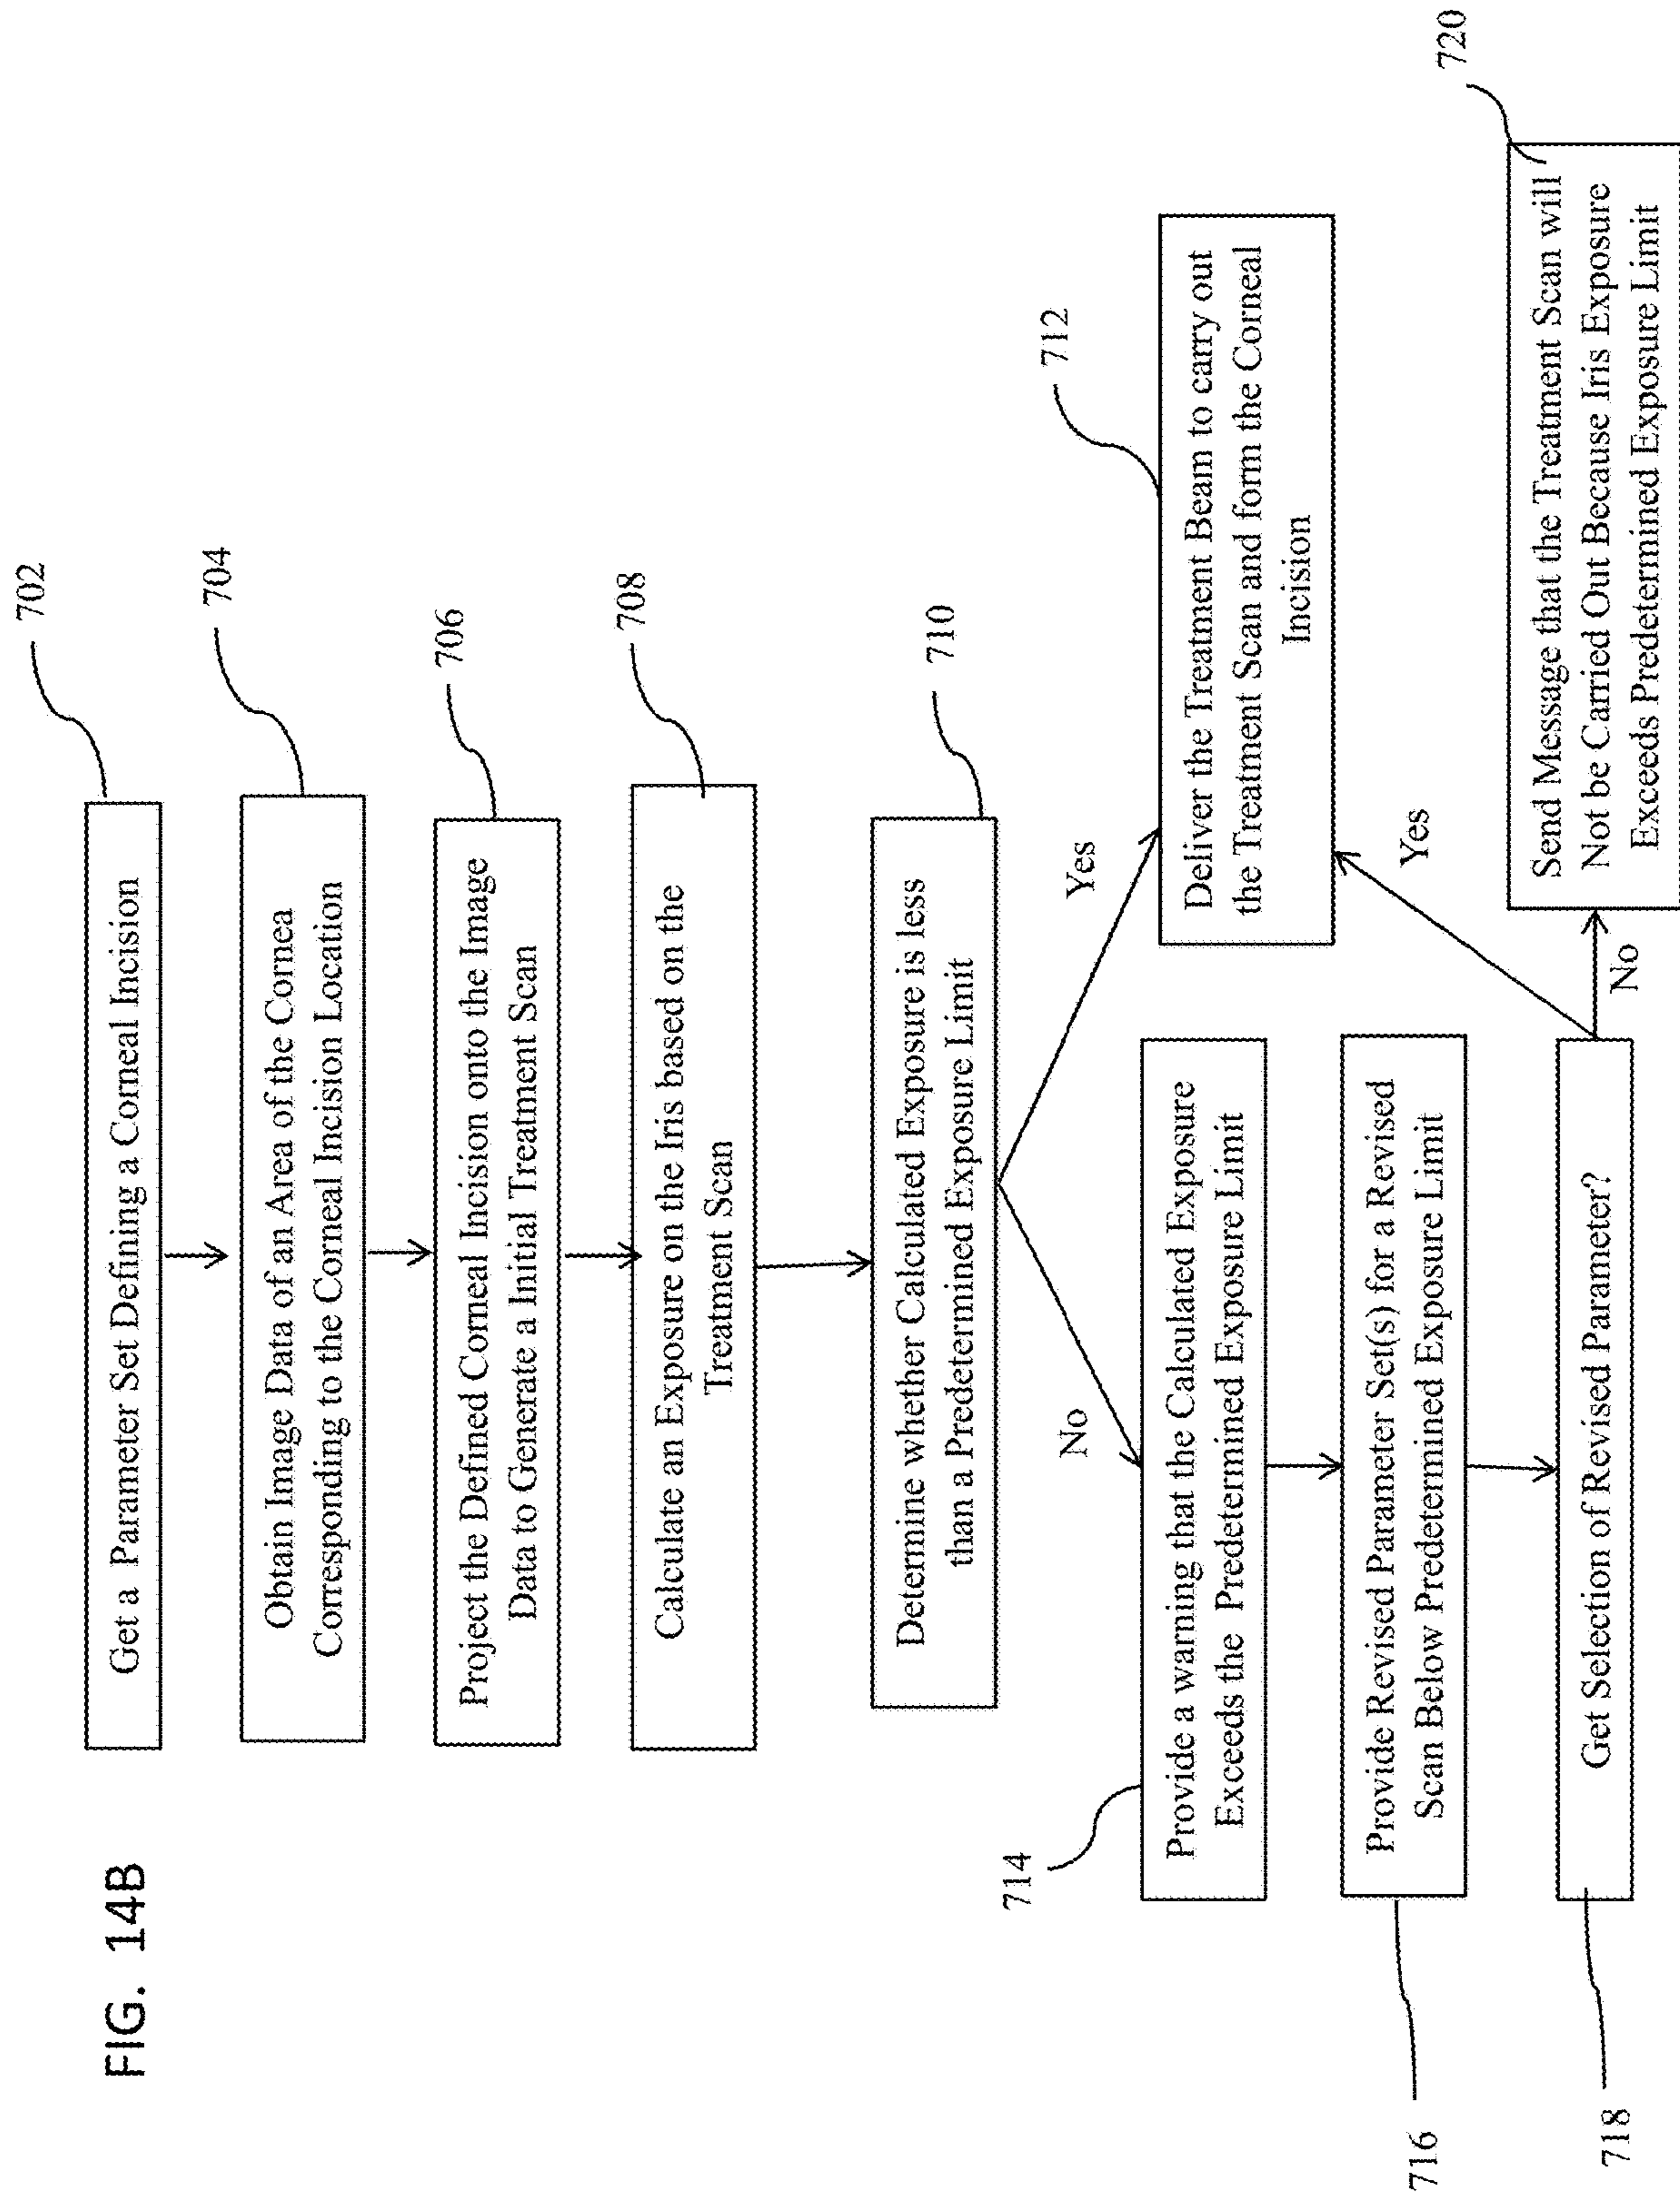 FIG. 14B
702
Get a Parameter Set Defining a Corneal Incision
704
Obtain Image Data of an Area of the Cornea
Corresponding to the Corneal Incision Location
706
Project the Defined Corneal Incision onto the Image
Data to Generate a Initial Treatment Scan
708
Calculate an Exposure on the Iris based on the
Treatment Scan
710
Determine whether Calculated Exposure is less
than a Predetermined Exposure Limit
No
Yes
714
Provide a warning that the Calculated Exposure
Exceeds the Predetermined Exposure Limit
712
Deliver the Treatment Beam to carry out
the Treatment Scan and form the Corneal
Incision
716
Provide Revised Parameter Set(s) for a Revised
Scan Below Predetermined Exposure Limit
Yes
718
Get Selection of Revised Parameter?
No
720
Send Message that the Treatment Scan will
Not be Carried Out Because Iris Exposure
Exceeds Predetermined Exposure Limit